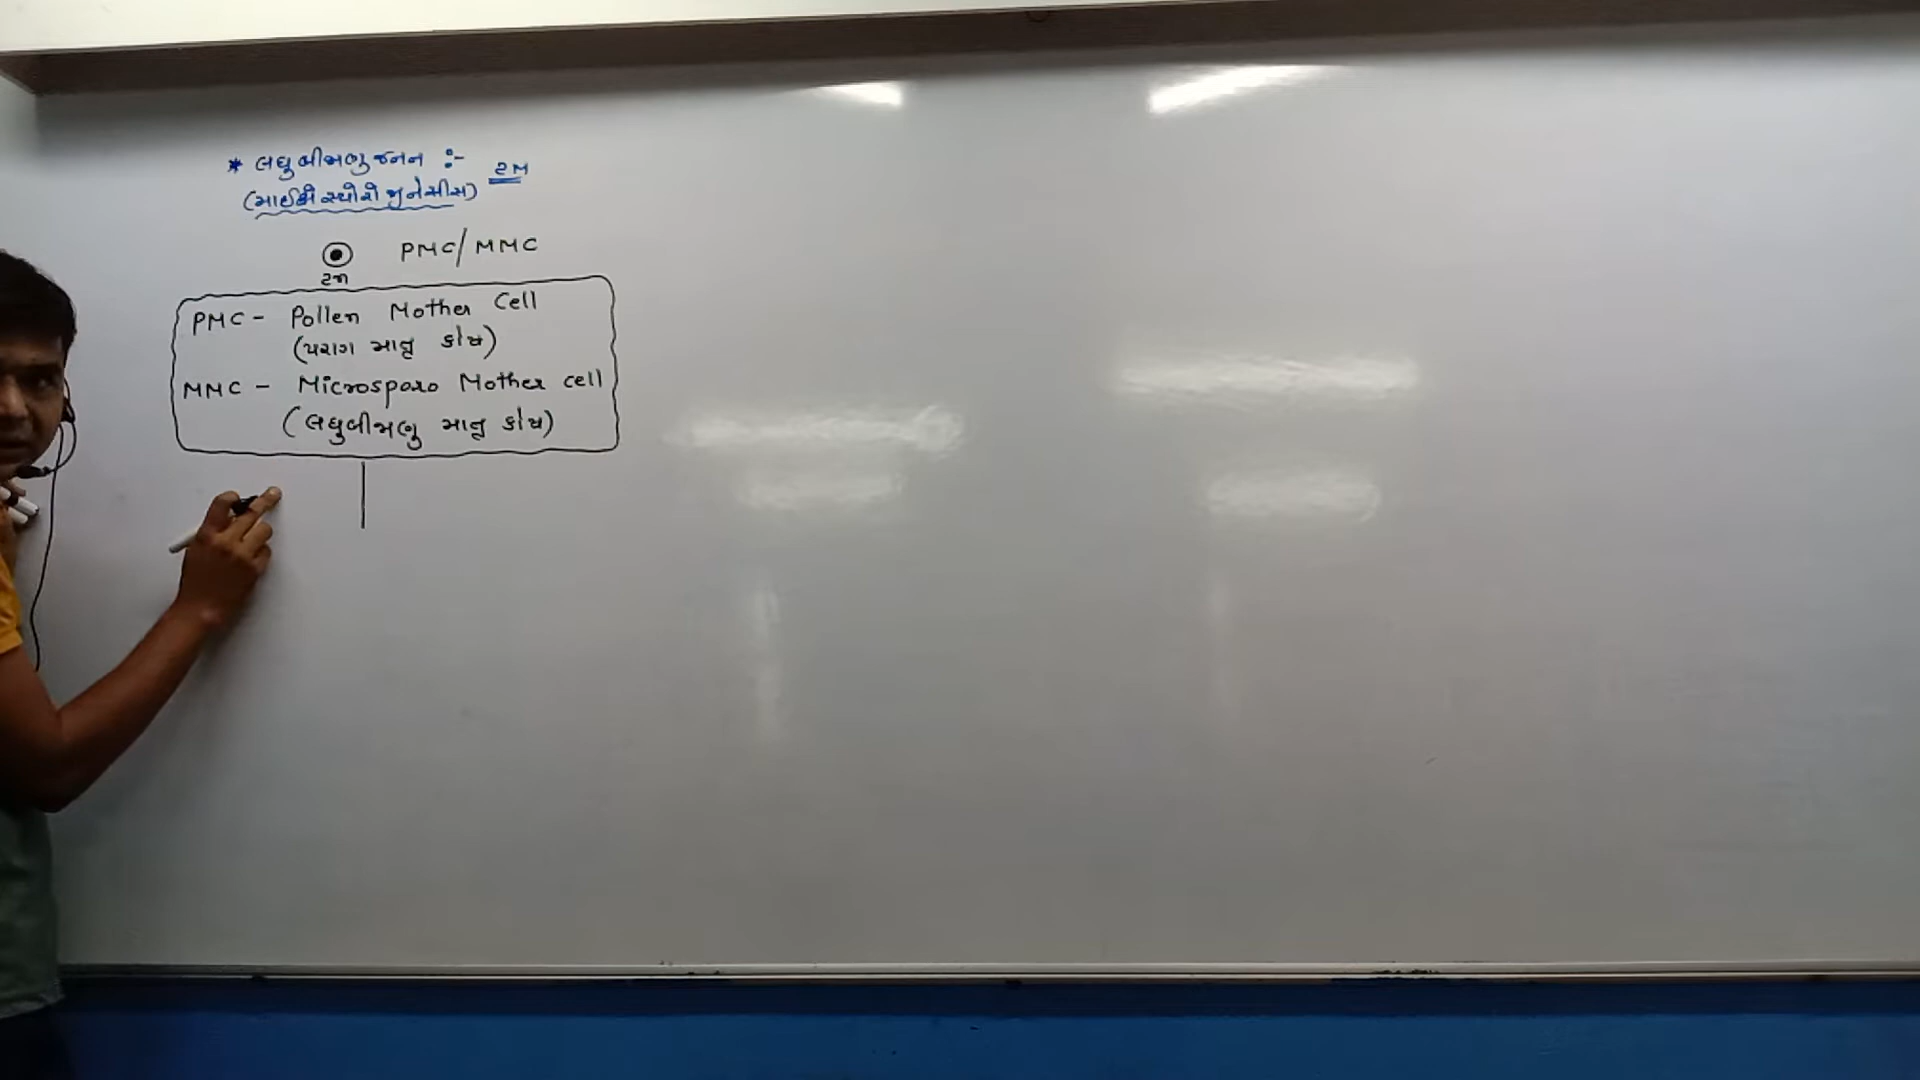 * લઘુબીજાણુજનન :-
(માઈક્રોસ્પોરોજીનેસીસ) 2M
PMC/MMC
2n
PMC - Pollen Mother Cell
(પરાગ માતૃ કોષ)
MMC - Microsporo Mother cell
(લઘુબીજાણુ માતૃ કોષ)